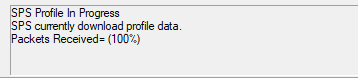 SPS Profile In Progress
SPS currently download profile data.
Packets Received= (100%)